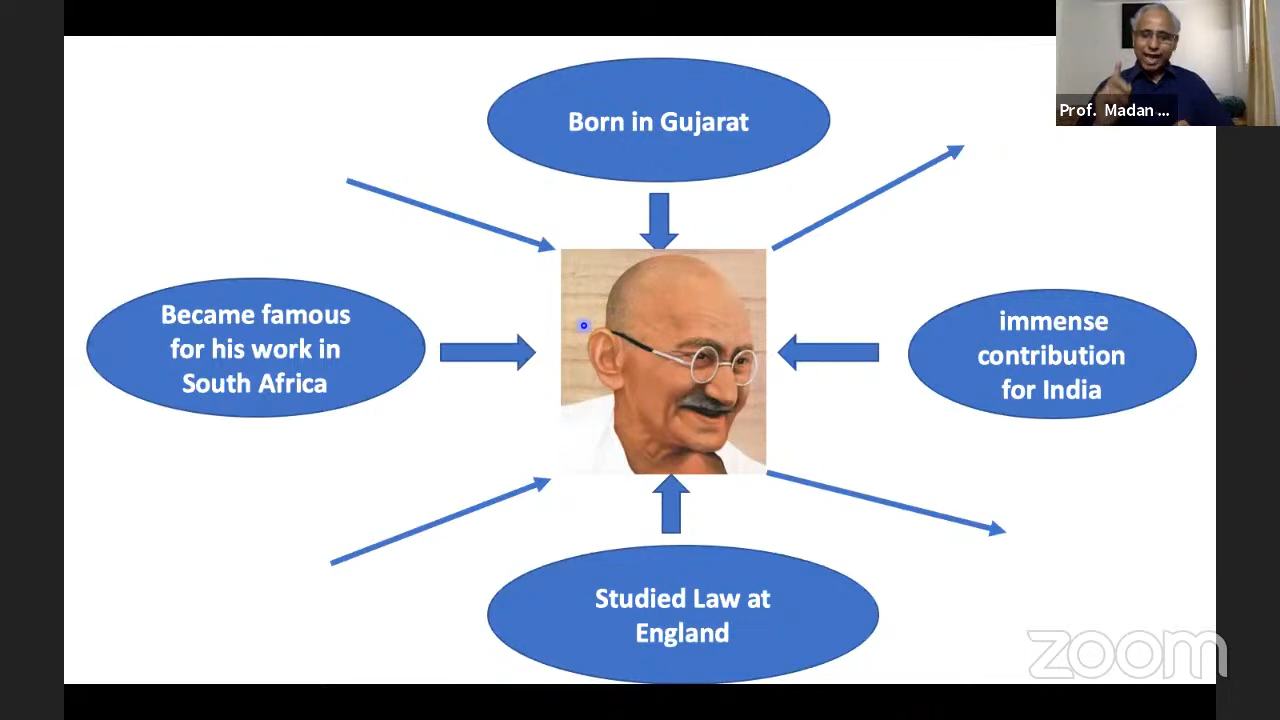 Prof. Madan ...
Born in Gujarat
Became famous
for his work in
South Africa
immense
contribution
for India
Studied Law at
England
zoom